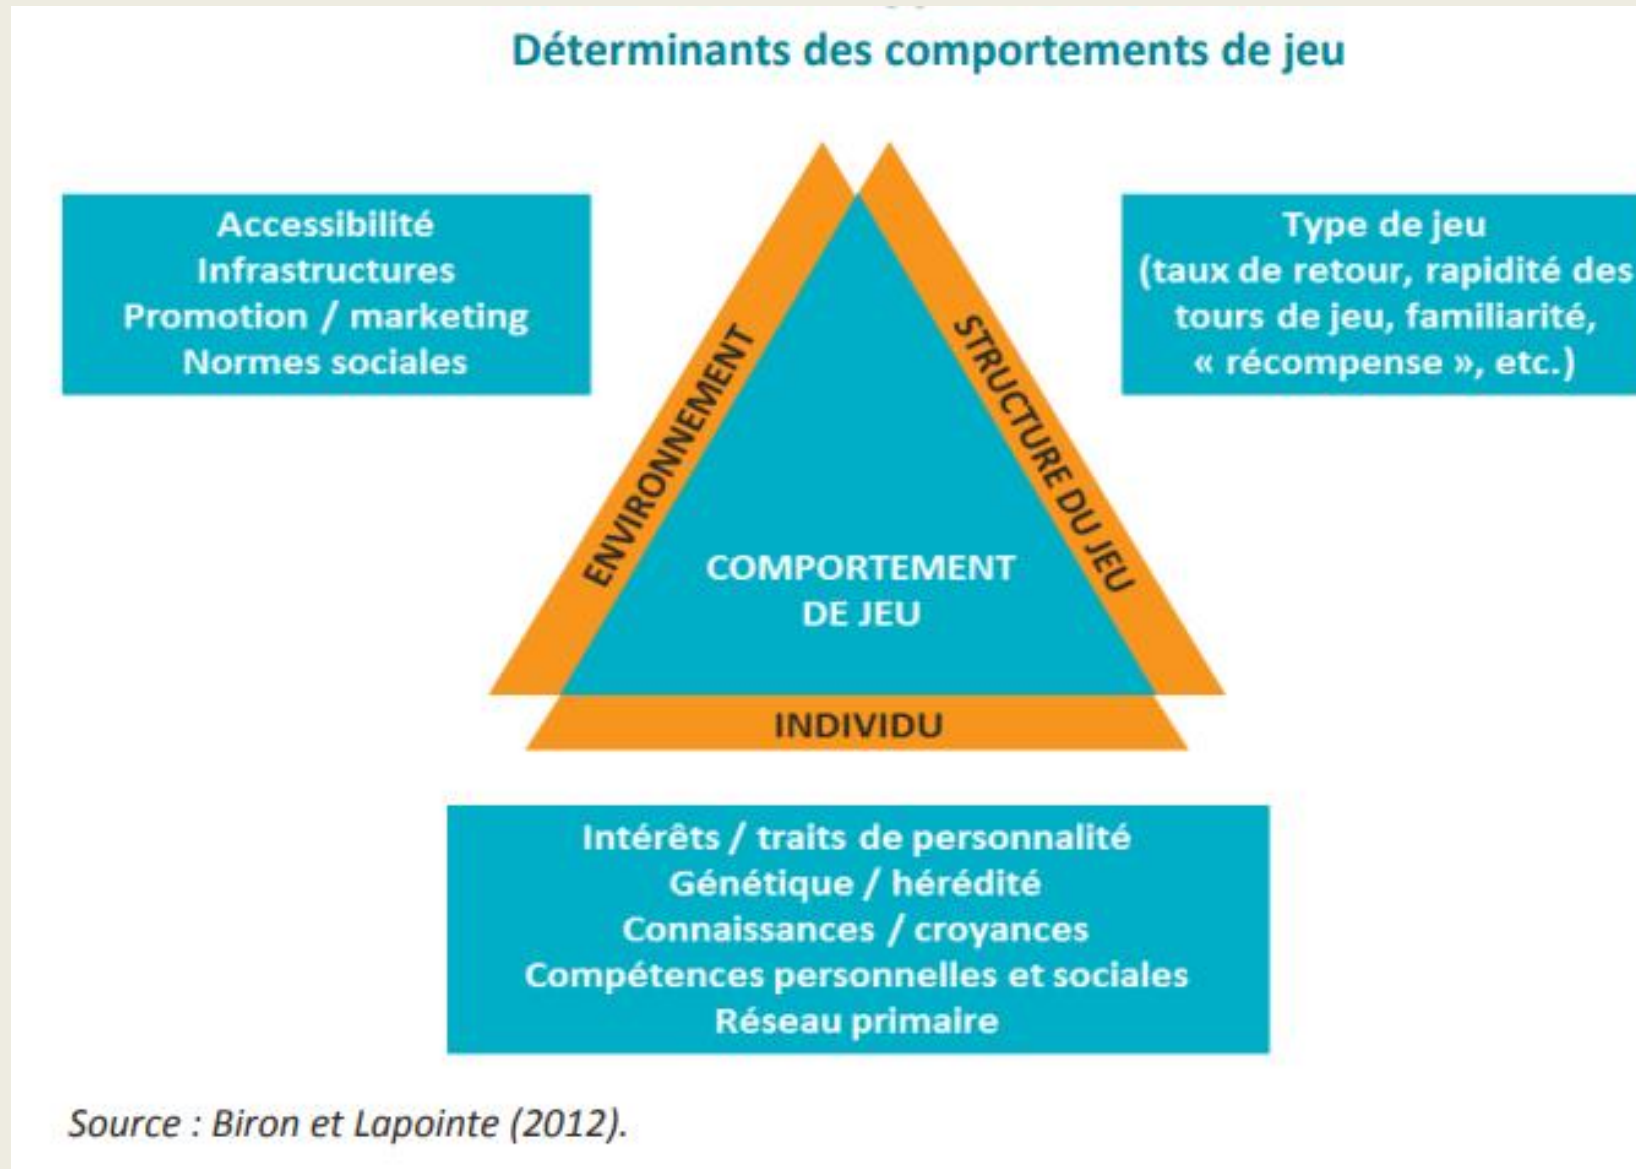 Déterminants des comportements de jeu
Accessibilité
Infrastructures
Promotion / marketing
Normes sociales
Type de jeu
(taux de retour, rapidité des
tours de jeu, familiarité,
« récompense », etc.)
ENVIRONNEMENT
STRUCTURE DU JEU
COMPORTEMENT
DE JEU
INDIVIDU
Intérêts / traits de personnalité
Génétique / hérédité
Connaissances / croyances
Compétences personnelles et sociales
Réseau primaire
Source : Biron et Lapointe (2012).